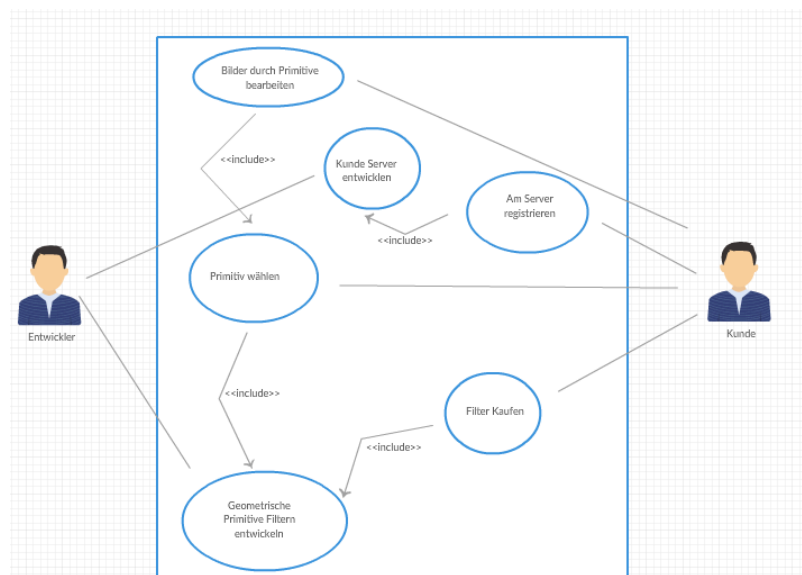 Bilder durch Primitive
bearbeiten
<<include>>
Kunde Server
entwicklen
Am Server
registrieren
<<include>>
Primitiv wählen
Entwickler
Kunde
<<include>>
Filter Kaufen
<<include>>
Geometrische
Primitive Filtern
entwickeln